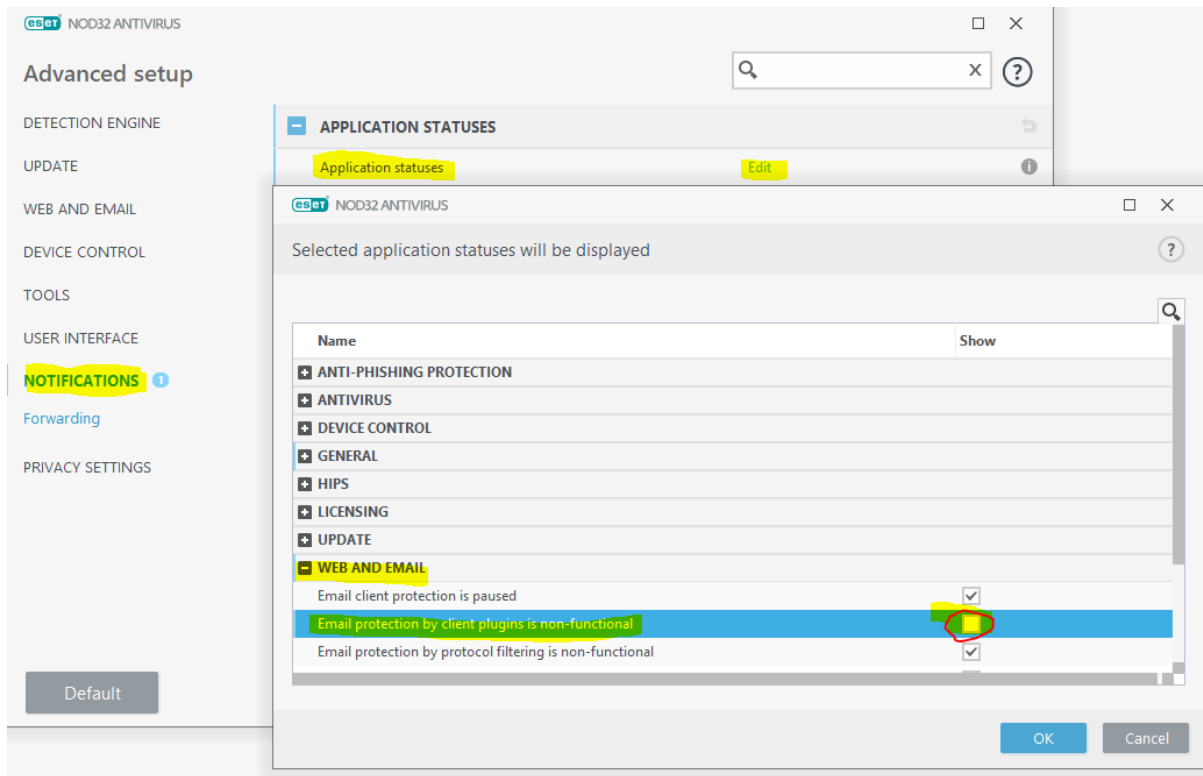 eset NOD32 ANTIVIRUS
Advanced setup
DETECTION ENGINE
UPDATE
WEB AND EMAIL
DEVICE CONTROL
TOOLS
USER INTERFACE
NOTIFICATIONS 1
Forwarding
PRIVACY SETTINGS
Default
APPLICATION STATUSES
Application statuses Edit
eset NOD32 ANTIVIRUS
Selected application statuses will be displayed
Name Show
ANTI-PHISHING PROTECTION
ANTIVIRUS
DEVICE CONTROL
GENERAL
HIPS
LICENSING
UPDATE
WEB AND EMAIL
Email client protection is paused
Email protection by client plugins is non-functional
Email protection by protocol filtering is non-functional
OK Cancel